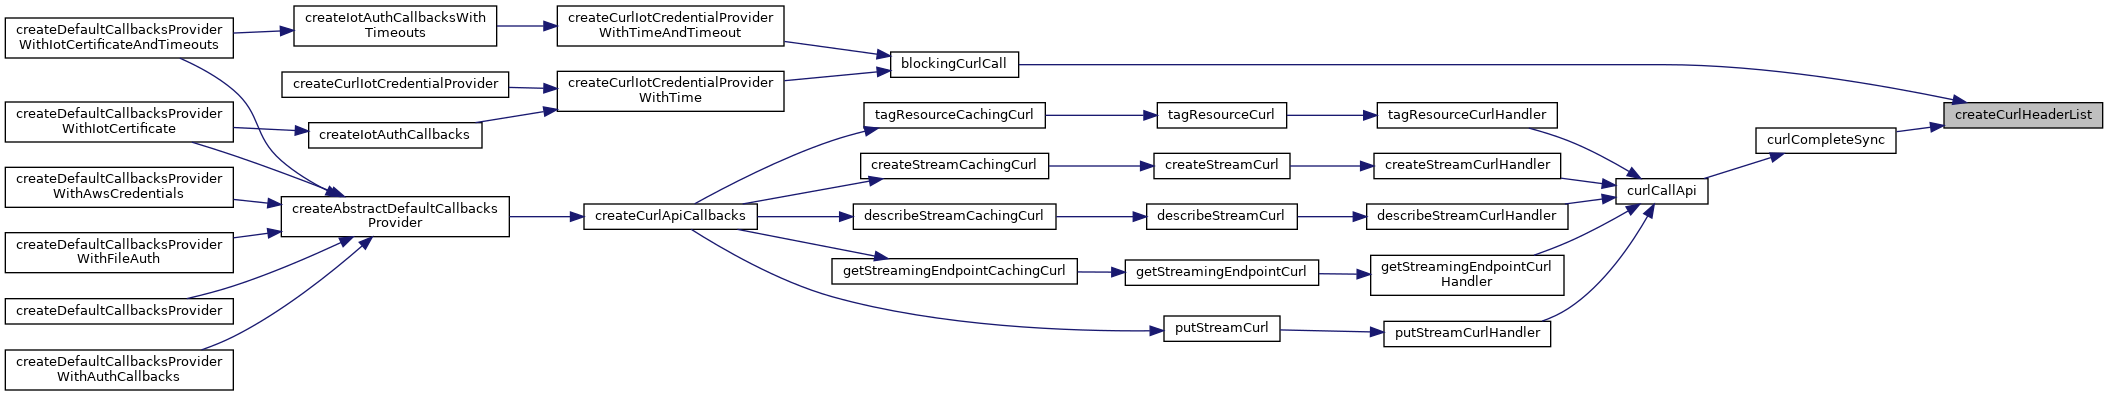 createDefaultCallbacksProvider
WithIotCertificateAndTimeouts
createDefaultCallbacksProvider
WithIotCertificate
createDefaultCallbacksProvider
WithAwsCredentials
createDefaultCallbacksProvider
WithFileAuth
createDefaultCallbacksProvider
createDefaultCallbacksProvider
WithAuthCallbacks
createIotAuthCallbacksWith
Timeouts
createCurlIotCredentialProvider
createIotAuthCallbacks
createAbstractDefaultCallbacks
Provider
createCurlIotCredentialProvider
WithTimeAndTimeout
createCurlIotCredentialProvider
WithTime
createCurlApiCallbacks
blockingCurlCall
tagResourceCachingCurl
createStreamCachingCurl
describeStreamCachingCurl
getStreamingEndpointCachingCurl
tagResourceCurl
createStreamCurl
describeStreamCurl
getStreamingEndpointCurl
putStreamCurl
tagResourceCurlHandler
createStreamCurlHandler
describeStreamCurlHandler
getStreamingEndpointCurl
Handler
putStreamCurlHandler
curlCallApi
curlCompleteSync
createCurlHeaderList